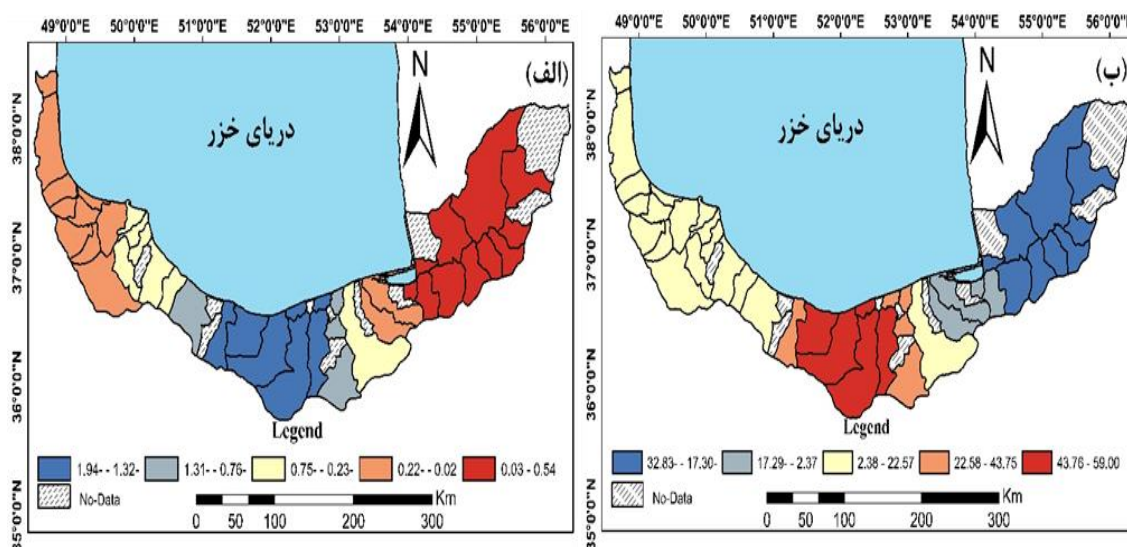 49°0'0"E 50°0'0"E 51°0'0"E 52°0'0"E 53°0'0"E 54°0'0"E 55°0'0"E 56°0'0"E
(الف)
N
دریای خزر
38°0'0"N
37°0'0"N
36°0'0"N
35°0'0"N
Legend
1.94- - 1.32- 1.31- - 0.76- 0.75 - -0.23- 0.22 - -0.02 0.03 - 0.54
No-Data
Km
0 50 100 200 300
49°0'0"E 50°0'0"E 51°0'0"E 52°0'0"E 53°0'0"E 54°0'0"E 55°0'0"E 56°0'0"E
(ب)
N
دریای خزر
38°0'0"N
37°0'0"N
36°0'0"N
35°0'0"N
Legend
32.83- - 17.30- 17.29- - 2.37 2.38 - 22.57 22.58 - 43.75 43.76 - 59.00
No-Data
Km
0 50 100 200 300